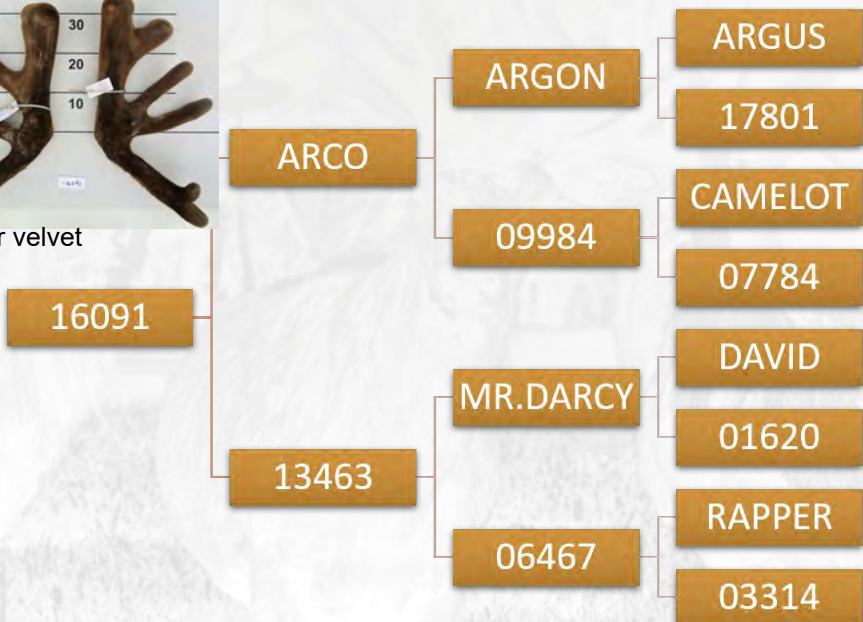 30
20
10
16091
r velvet
16091
ARCO
13463
ARGON
09984
MR.DARCY
06467
ARGUS
17801
CAMELOT
07784
DAVID
01620
RAPPER
03314